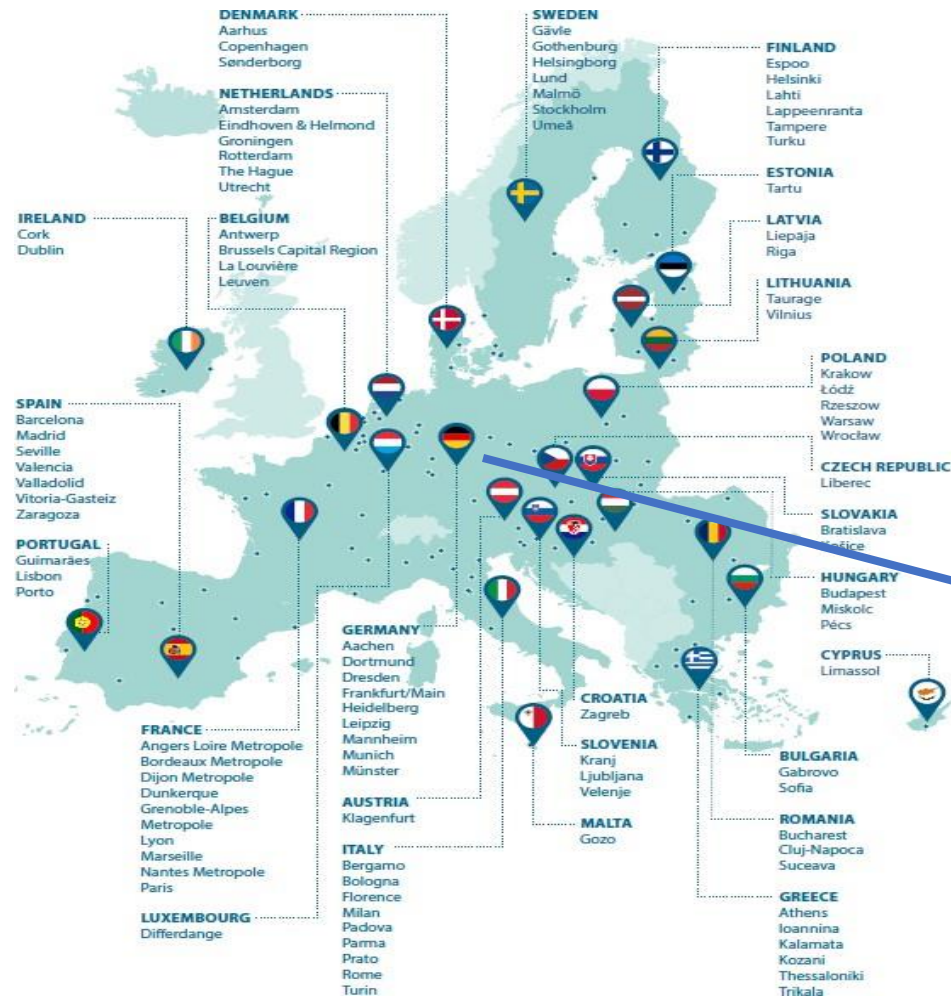 DENMARK
Aarhus
Copenhagen
Sønderborg
NETHERLANDS
Amsterdam
Eindhoven & Helmond
Groningen
Rotterdam
The Hague
Utrecht
SWEDEN
Gävle
Gothenburg
Helsingborg
Lund
Malmö
Stockholm
Umeå
FINLAND
Espoo
Helsinki
Lahti
Lappeenranta
Tampere
Turku
ESTONIA
Tartu
LATVIA
Liepāja
Riga
LITHUANIA
Taurage
Vilnius
IRELAND
Cork
Dublin
BELGIUM
Antwerp
Brussels Capital Region
La Louvière
Leuven
POLAND
Krakow
Łódź
Rzeszow
Warsaw
Wrocław
CZECH REPUBLIC
Liberec
SLOVAKIA
Bratislava
Košice
HUNGARY
Budapest
Miskolc
Pécs
CYPRUS
Limassol
SPAIN
Barcelona
Madrid
Seville
Valencia
Valladolid
Vitoria-Gasteiz
Zaragoza
PORTUGAL
Guimarães
Lisbon
Porto
FRANCE
Angers Loire Metropole
Bordeaux Metropole
Dijon Metropole
Dunkerque
Grenoble-Alpes
Metropole
Lyon
Marseille
Nantes Metropole
Paris
LUXEMBOURG
Differdange
GERMANY
Aachen
Dortmund
Dresden
Frankfurt/Main
Heidelberg
Leipzig
Mannheim
Munich
Münster
AUSTRIA
Klagenfurt
ITALY
Bergamo
Bologna
Florence
Milan
Padova
Parma
Prato
Rome
Turin
CROATIA
Zagreb
SLOVENIA
Kranj
Ljubljana
Velenje
MALTA
Gozo
BULGARIA
Gabrovo
Sofia
ROMANIA
Bucharest
Cluj-Napoca
Suceava
GREECE
Athens
Ioannina
Kalamata
Kozani
Thessaloniki
Trikala